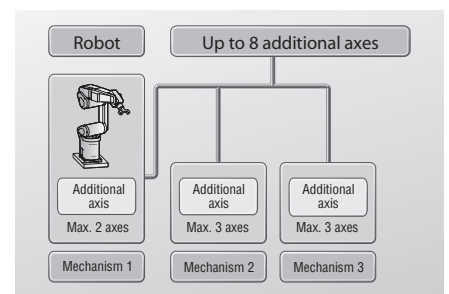 Robot
Up to 8 additional axes
Additional
axis
Max. 2 axes
Additional
axis
Max. 3 axes
Additional
axis
Max. 3 axes
Mechanism 1
Mechanism 2
Mechanism 3